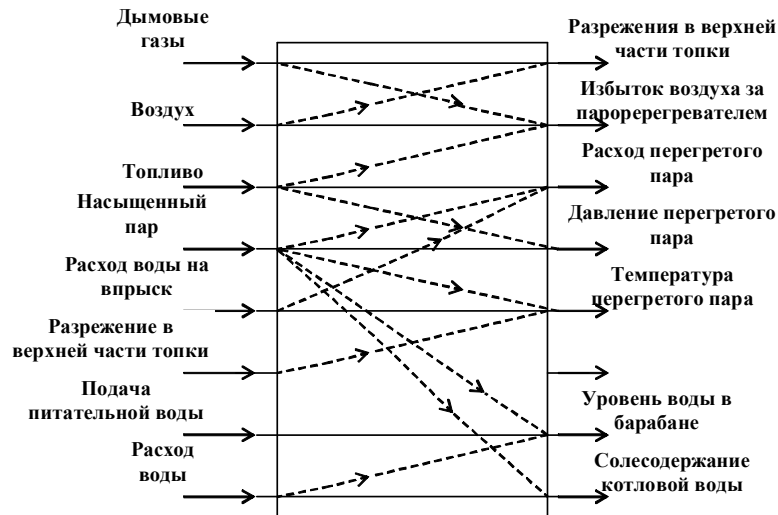 Дымовые
газы
Воздух
Топливо
Насыщенный
пар
Расход воды на
впрыск
Разрежение в
верхней части топки
Подача
питательной воды
Расход
воды
Разрежения в верхней
части топки
Избыток воздуха за
пароререгревателем
Расход перегретого
пара
Давление перегретого
пара
Температура
перегретого пара
Уровень воды в
барабане
Солесодержание
котловой воды